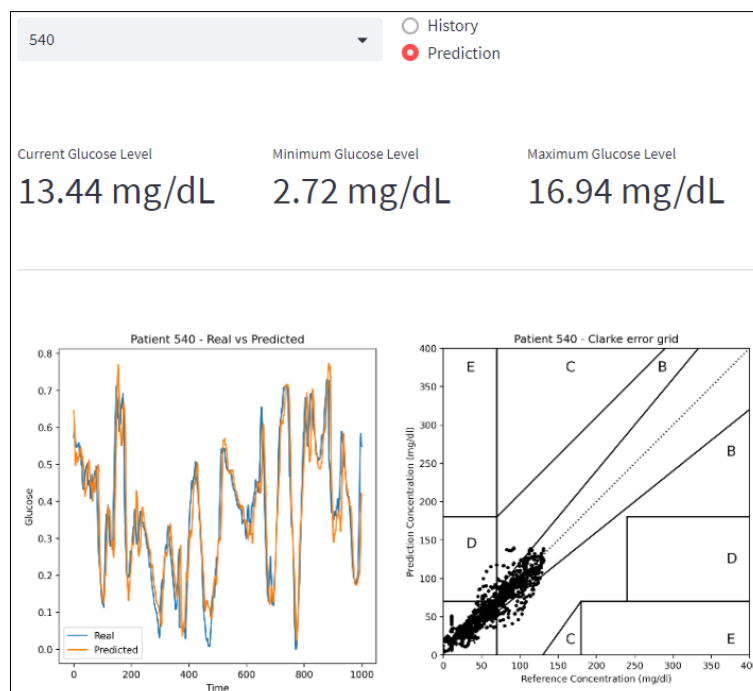 540
History
Prediction
Current Glucose Level
Minimum Glucose Level
Maximum Glucose Level
13.44 mg/dL
2.72 mg/dL
16.94 mg/dL
Patient 540 - Real vs Predicted
0.8
0.7
0.6
0.5
0.4
0.3
0.2
0.1
0.0
Glucose
Real
Predicted
0
200
400
600
800
1000
Time
Patient 540 - Clarke error grid
400
350
300
250
200
150
100
50
0
Prediction Concentration (mg/dl)
E
C
B
B
D
D
C
E
0
50
100
150
200
250
300
350
400
Reference Concentration (mg/dl)